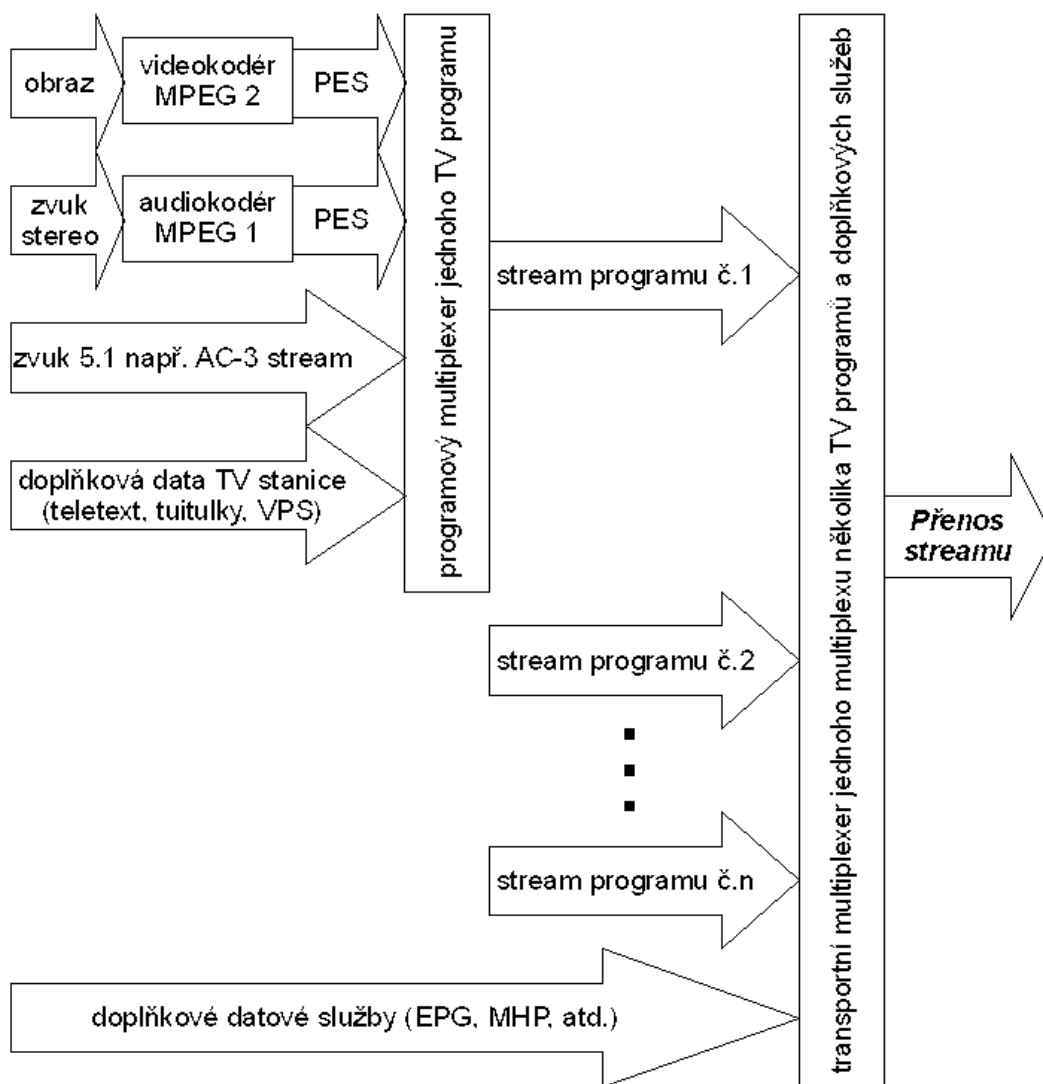 obraz
videokodér
MPEG 2
PES
zvuk
stereo
audiokodér
MPEG 1
PES
zvuk 5.1 např. AC-3 stream
doplňková data TV stanice
(teletext, tuitulky, VPS)
programový multiplexer jednoho TV programu
stream programu č.1
stream programu č.2
stream programu č.n
doplňkové datové služby (EPG, MHP, atd.)
transportní multiplexer jednoho multiplexu několika TV programů a doplňkových služeb
Přenos
streamu